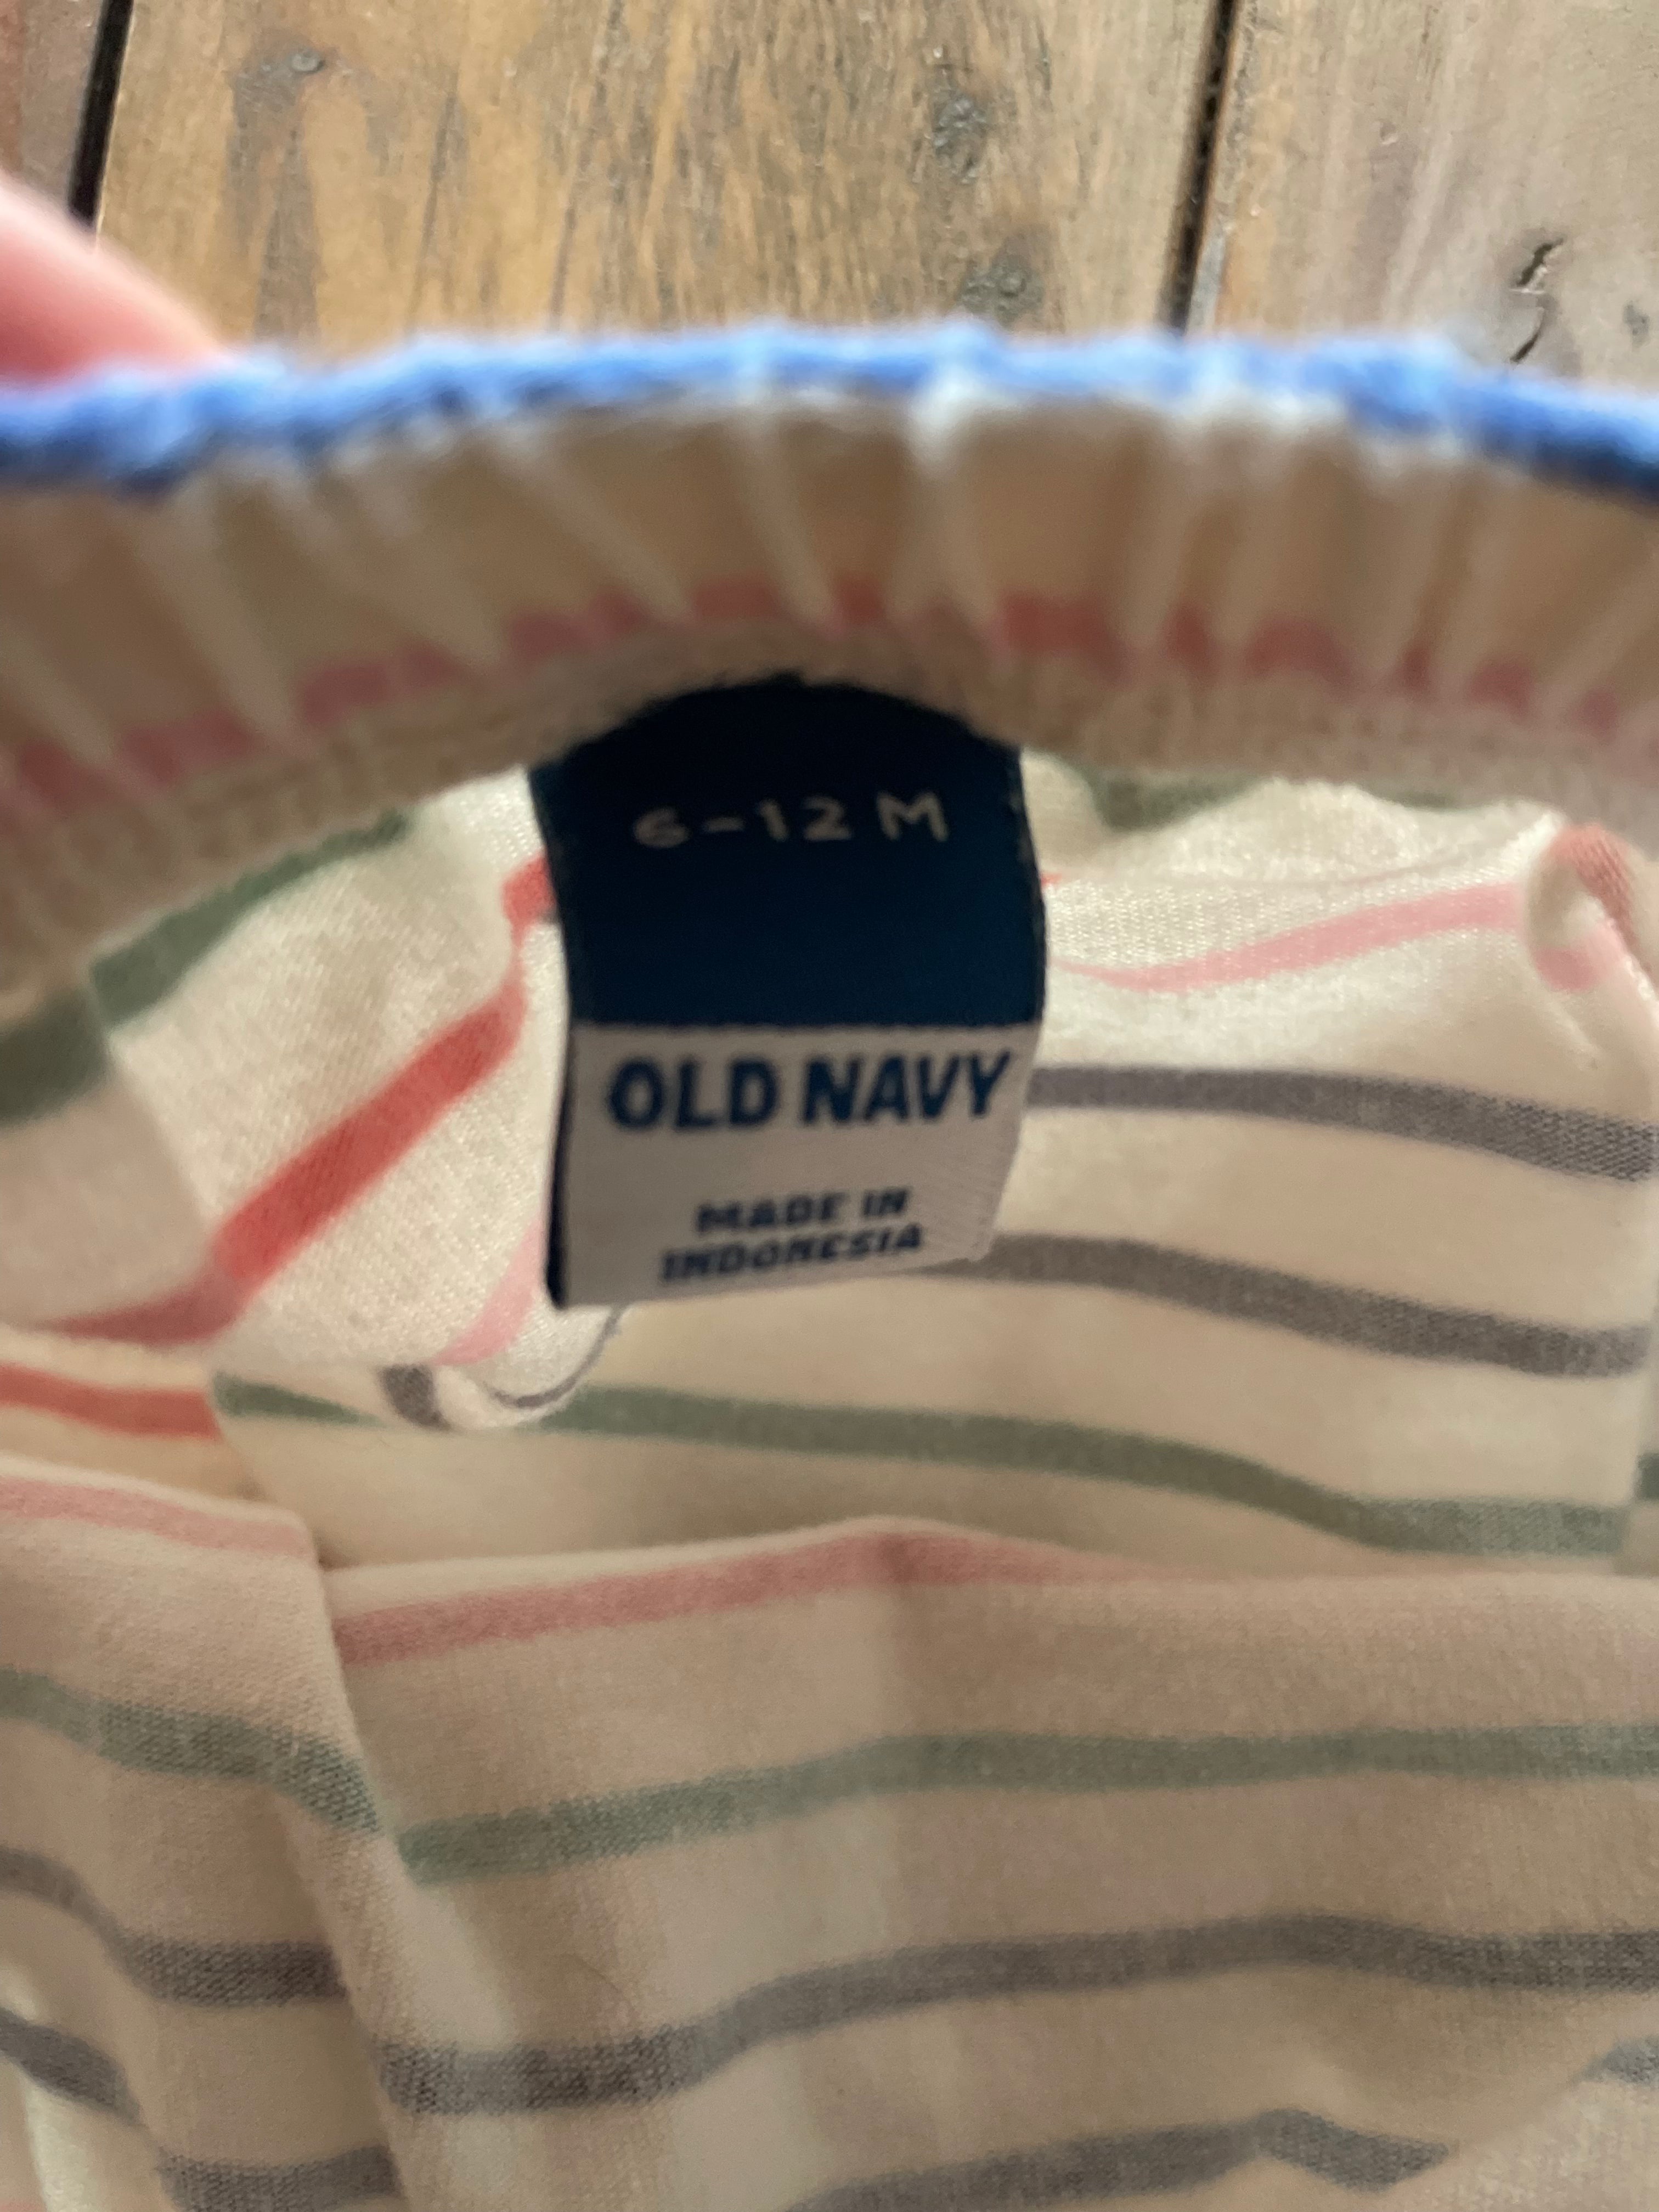 6-12 M
OLD NAVY
MADE IN
INDONESIA